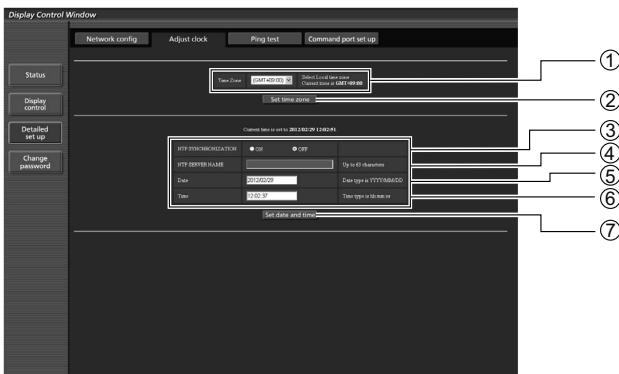 Display Control Window
Network config
Adjust clock
Ping test
Command port set up
Status
Display control
Detailed set up
Change password
Time Zone
(GMT+09:00)
Select Local time zone
Current zone is GMT+09:00
Set time zone
Current time is set to 2012/02/29 12:02:51.
NTP SYNCHRONIZATION
ON
OFF
NTP SERVER NAME
Up to 63 characters
Date
2012/02/29
Date type is YYYY/MM/DD
Time
12:02:37
Time type is hh:mm:ss
Set date and time
①
②
③
④
⑤
⑥
⑦